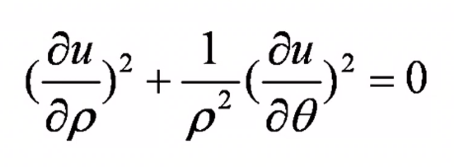 (∂u/∂ρ)² + 1/ρ² (∂u/∂θ)² = 0